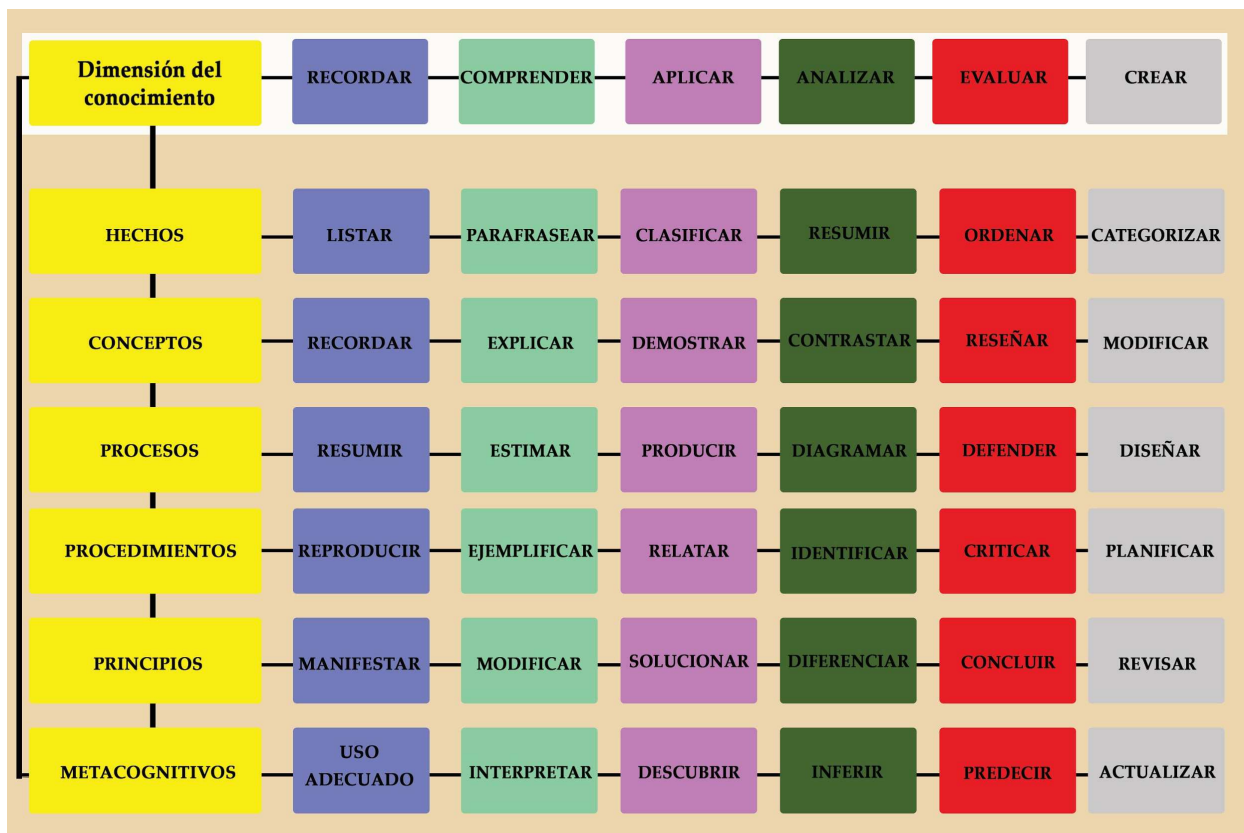 Dimensión del
conocimiento
RECORDAR
COMPRENDER
APLICAR
ANALIZAR
EVALUAR
CREAR
HECHOS
LISTAR
PARAFRASEAR
CLASIFICAR
RESUMIR
ORDENAR
CATEGORIZAR
CONCEPTOS
RECORDAR
EXPLICAR
DEMOSTRAR
CONTRASTAR
RESEÑAR
MODIFICAR
PROCESOS
RESUMIR
ESTIMAR
PRODUCIR
DIAGRAMAR
DEFENDER
DISEÑAR
PROCEDIMIENTOS
REPRODUCIR
EJEMPLIFICAR
RELATAR
IDENTIFICAR
CRITICAR
PLANIFICAR
PRINCIPIOS
MANIFESTAR
MODIFICAR
SOLUCIONAR
DIFERENCIAR
CONCLUIR
REVISAR
METACOGNITIVOS
USO
ADECUADO
INTERPRETAR
DESCUBRIR
INFERIR
PREDECIR
ACTUALIZAR